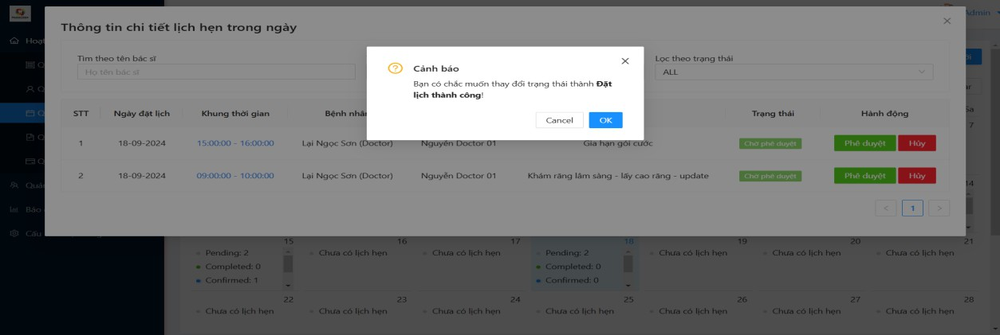 Admin
Thông tin chi tiết lịch hẹn trong ngày
Hoạt
Tìm theo tên bác sĩ
Họ tên bác sĩ
Lọc theo trạng thái
ALL
Cảnh báo
Bạn có chắc muốn thay đổi trạng thái thành Đặt
lịch thành công!
Cancel
OK
STT Ngày đặt lịch Khung thời gian Bệnh nhân Trạng thái Hành động
1 18-09-2024 15:00:00 - 16:00:00 Lại Ngọc Sơn (Doctor) Nguyễn Doctor 01 Gia hạn gói cước Chờ phê duyệt Phê duyệt Hủy
2 18-09-2024 09:00:00 - 10:00:00 Lại Ngọc Sơn (Doctor) Nguyễn Doctor 01 Khám răng lâm sàng - lấy cao răng - update Chờ phê duyệt Phê duyệt Hủy
< 1 >
Sa
7
14
Quản
Báo
Cấu
15 16 17 18 19 20 21
Pending: 2 Chưa có lịch hẹn Chưa có lịch hẹn Pending: 2 Chưa có lịch hẹn Chưa có lịch hẹn Chưa có lịch hẹn
Completed: 0 Completed: 0
Confirmed: 1 Confirmed: 0
22 23 24 25 26 27 28
Chưa có lịch hẹn Chưa có lịch hẹn Chưa có lịch hẹn Chưa có lịch hẹn Chưa có lịch hẹn Chưa có lịch hẹn Chưa có lịch hẹn